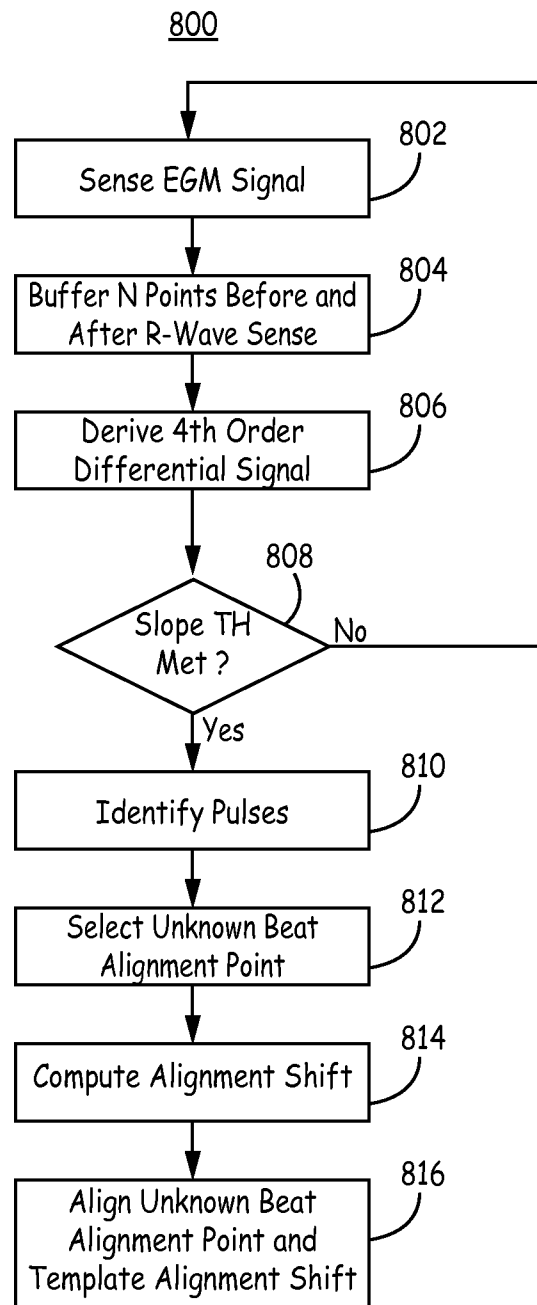 800
802
Sense EGM Signal
804
Buffer N Points Before and
After R-Wave Sense
806
Derive 4th Order
Differential Signal
808
Slope TH
Met ?
No
Yes
810
Identify Pulses
812
Select Unknown Beat
Alignment Point
814
Compute Alignment Shift
816
Align Unknown Beat
Alignment Point and
Template Alignment Shift